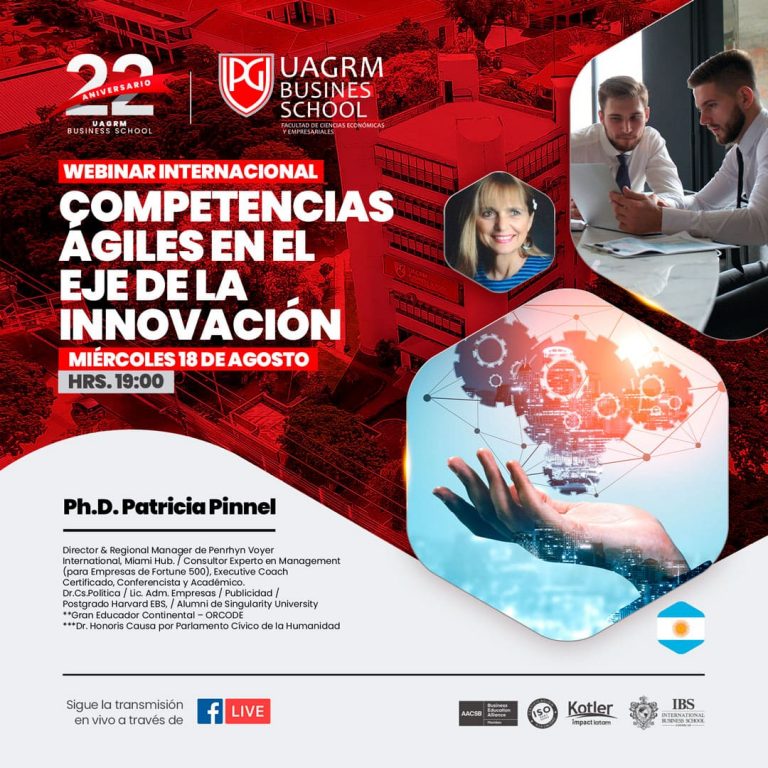 22
ANIVERSARIO
UAGRM
BUSINESS SCHOOL
PG
UAGRM
BUSINES
SCHOOL
FACULTAD DE CIENCIAS ECONÓMICAS
Y EMPRESARIALES
WEBINAR INTERNACIONAL
COMPETENCIAS
ÁGILES EN EL
EJE DE LA
INNOVACIÓN
MIÉRCOLES 18 DE AGOSTO
HRS. 19:00
Ph.D. Patricia Pinnel
Director & Regional Manager de Penrhyn Voyer
International, Miami Hub. / Consultor Experto en Management
(para Empresas de Fortune 500), Executive Coach
Certificado, Conferencista y Académico.
Dr.Cs.Política / Lic. Adm. Empresas / Publicidad /
Postgrado Harvard EBS, / Alumni de Singularity University
**Gran Educador Continental – ORCODE
***Dr. Honoris Causa por Parlamento Cívico de la Humanidad
Sigue la transmisión
en vivo a través de
f LIVE
AACSB
Business
Education
Alliance
ISO
Kotler
impact
IBS
INTERNATIONAL
BUSINESS SCHOOL